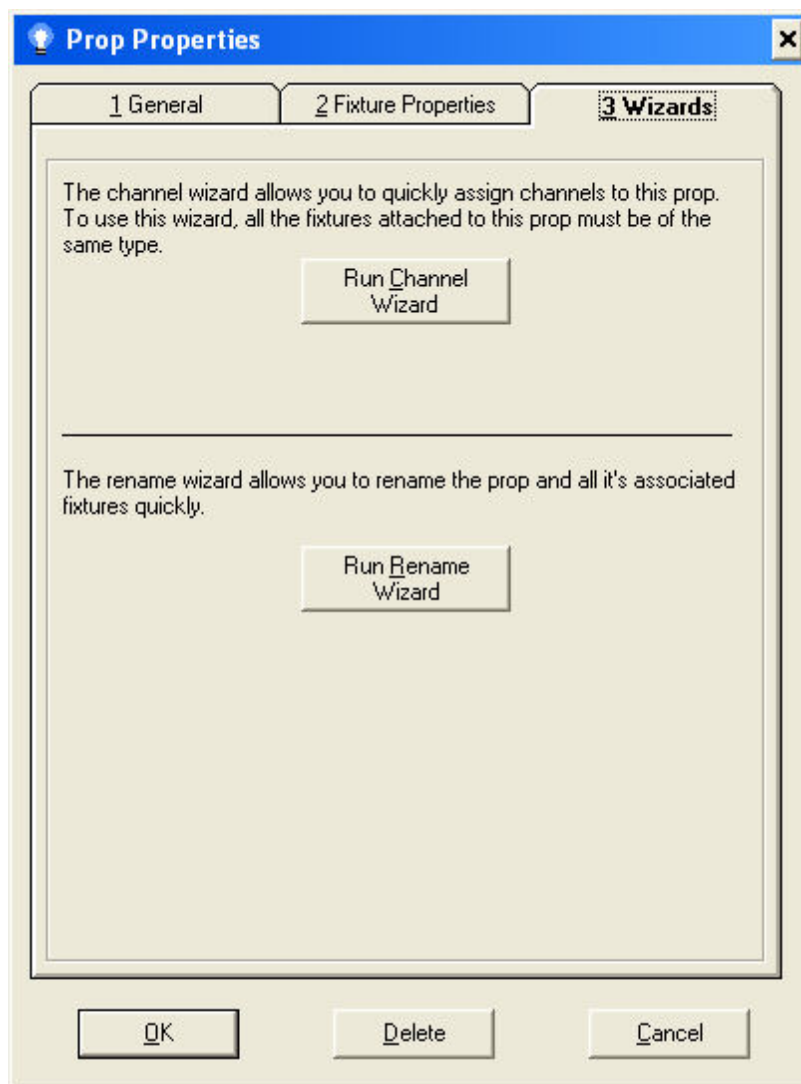 Prop Properties
1 General
2 Fixture Properties
3 Wizards
The channel wizard allows you to quickly assign channels to this prop.
To use this wizard, all the fixtures attached to this prop must be of the
same type.
Run Channel
Wizard
The rename wizard allows you to rename the prop and all it's associated
fixtures quickly.
Run Rename
Wizard
OK
Delete
Cancel